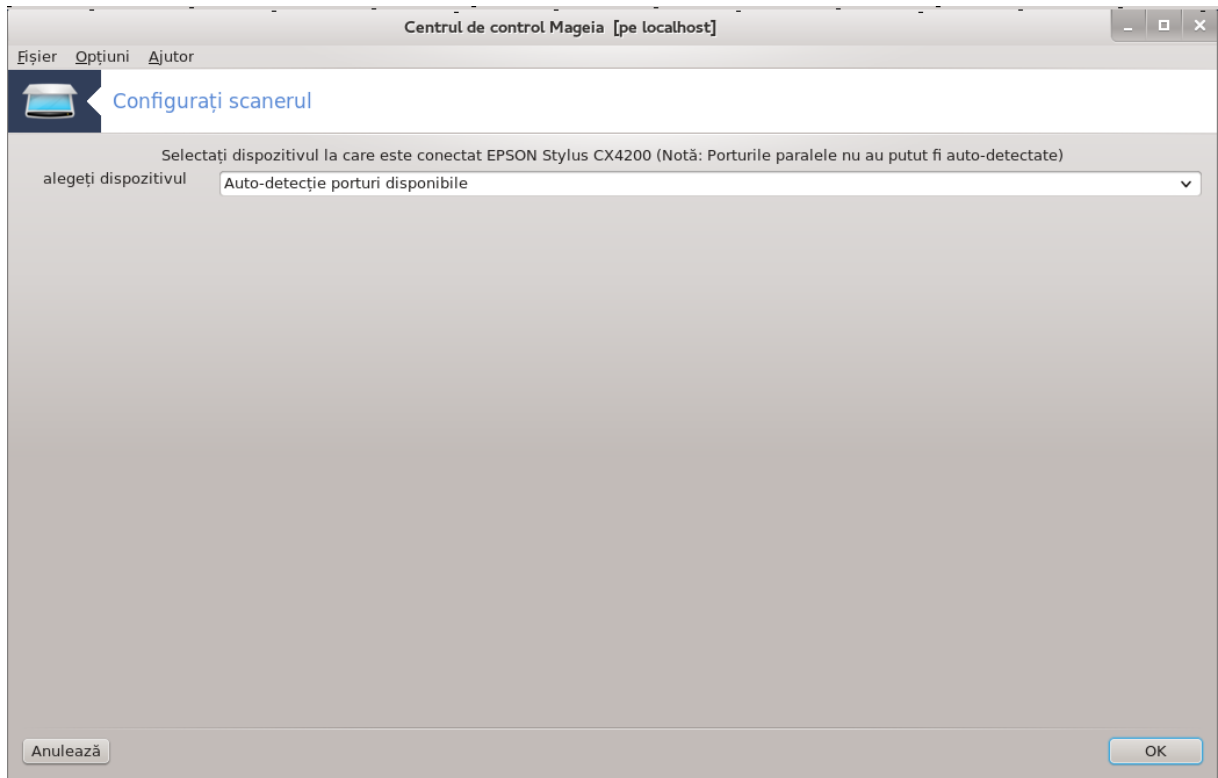 Centrul de control Mageia [pe localhost]
Fișier Opțiuni Ajutor
Configurați scanerul
Selectați dispozitivul la care este conectat EPSON Stylus CX4200 (Notă: Porturile paralele nu au putut fi auto-detectate)
alegeți dispozitivul Auto-detecție porturi disponibile
Anulează OK